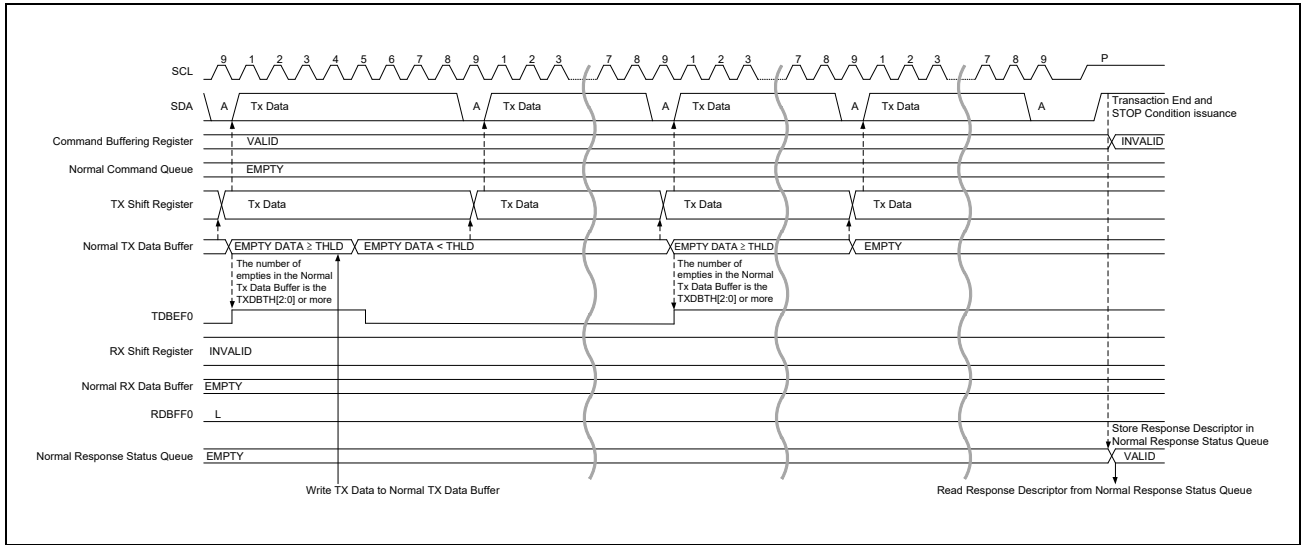 9 1 2 3 4 5 6 7 8 9 1 2 3 7 8 9 1 2 3 7 8 9 1 2 3 7 8 9 P
SCL
SDA A Tx Data A Tx Data A Tx Data A Tx Data A
Transaction End and
STOP Condition issuance
Command Buffering Register VALID INVALID
Normal Command Queue EMPTY
TX Shift Register Tx Data Tx Data Tx Data Tx Data
Normal TX Data Buffer EMPTY DATA ≥ THLD EMPTY DATA < THLD EMPTY DATA ≥ THLD EMPTY
The number of
empties in the Normal
Tx Data Buffer is the
TXDBTH[2:0] or more
The number of
empties in the Normal
Tx Data Buffer is the
TXDBTH[2:0] or more
TDBEF0
RX Shift Register INVALID
Normal RX Data Buffer EMPTY
RDBFF0 L
Store Response Descriptor in
Normal Response Status Queue
Normal Response Status Queue EMPTY VALID
Write TX Data to Normal TX Data Buffer
Read Response Descriptor from Normal Response Status Queue